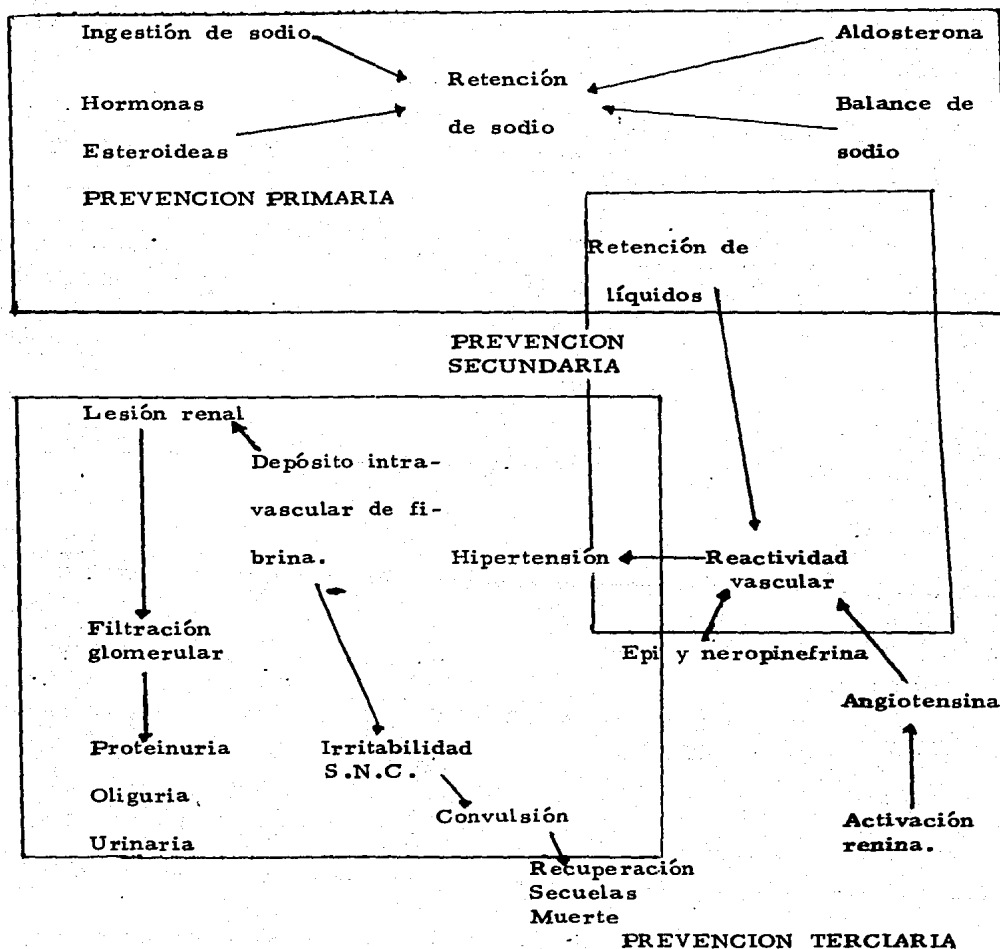 Ingestión de sodio
Aldosterona
Retención
de sodio
Hormonas
Esteroideas
Balance de
sodio
PREVENCION PRIMARIA
Retención de
líquidos
PREVENCION
SECUNDARIA
Lesión renal
Depósito intra-
vascular de fi-
brina.
Hipertensión
Reactividad
vascular
Filtración
glomerular
Epi y neropinefrina
Angiotensina
Proteinuria
Oliguria
Urinaria
Irritabilidad
S.N.C.
Convulsión
Activación
renina.
Recuperación
Secuelas
Muerte
PREVENCION TERCIARIA